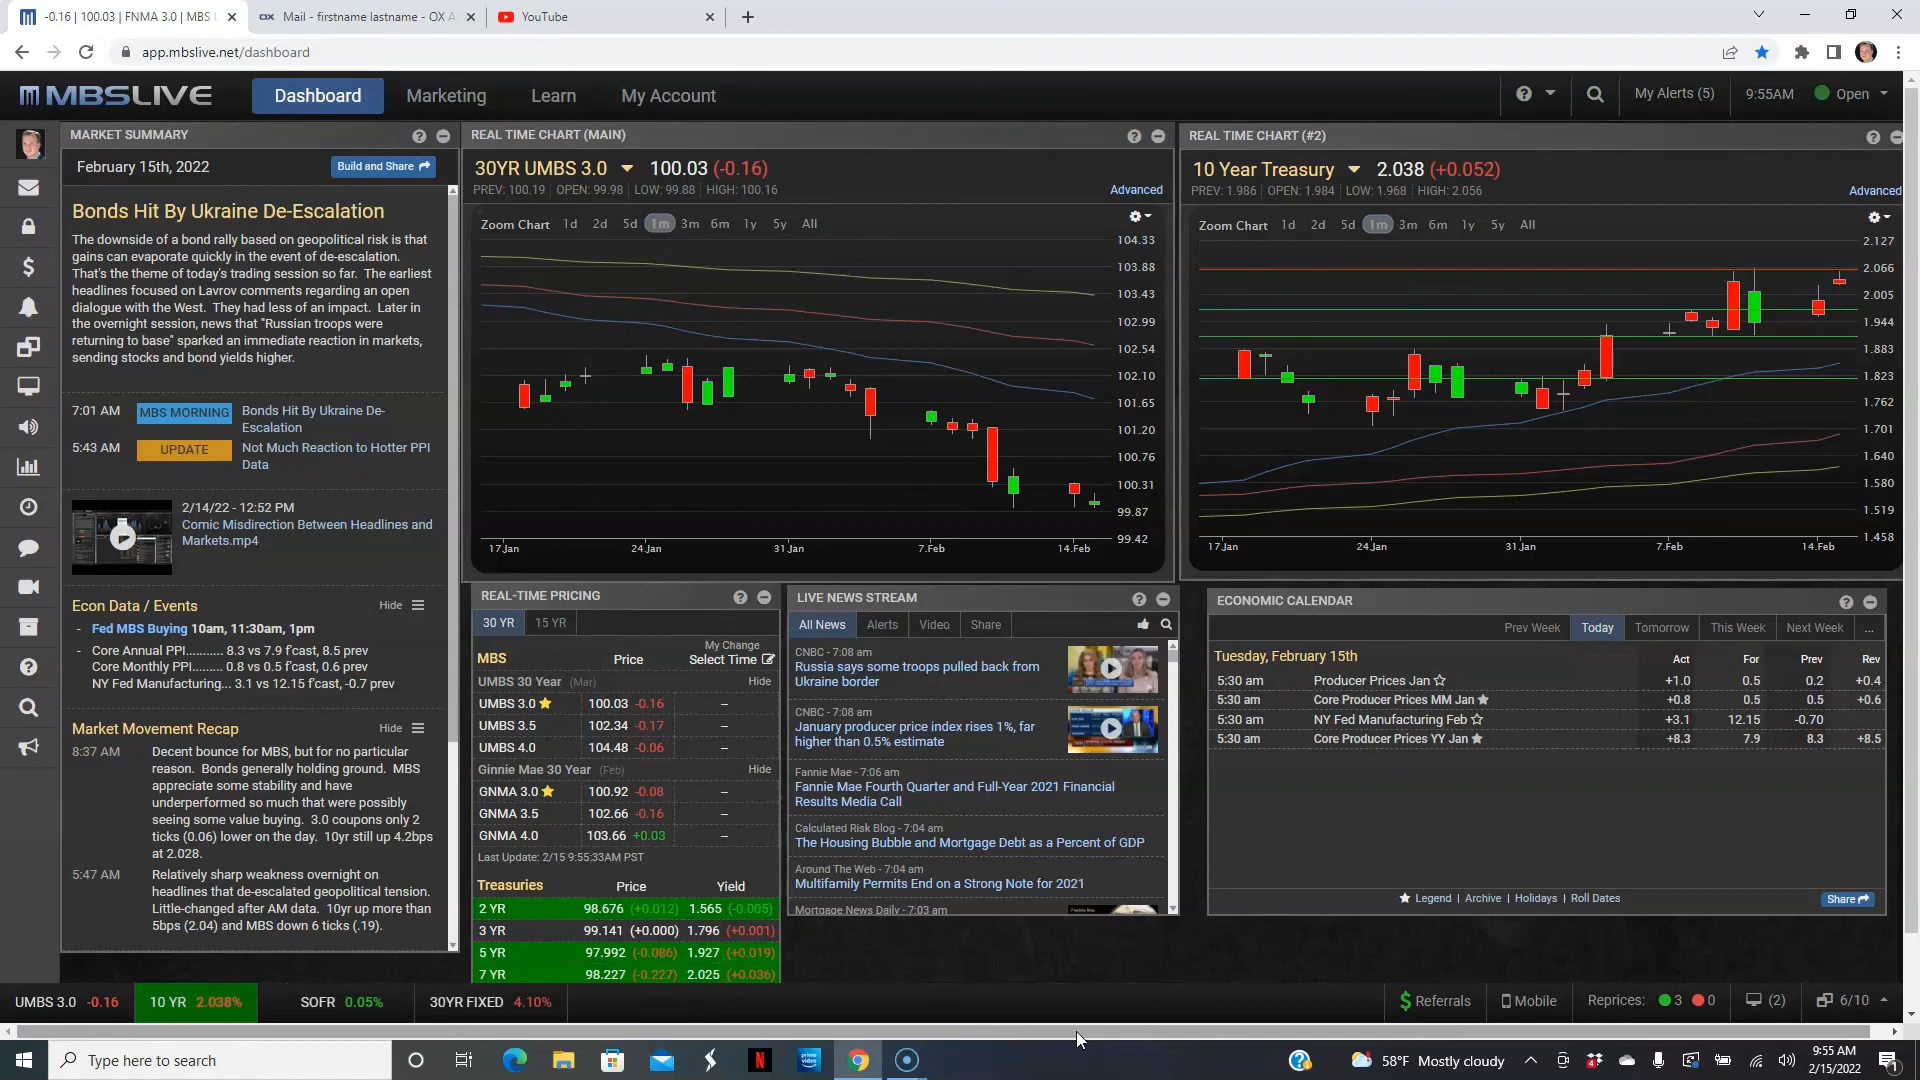 -0.16 | 100.03 | FNMA 3.0 | MBS L
Mail - firstname lastname - OX A
YouTube
app.mbslive.net/dashboard
MBSLIVE
Dashboard
Marketing
Learn
My Account
My Alerts (5)
9:55AM
Open
MARKET SUMMARY
February 15th, 2022
Build and Share
Bonds Hit By Ukraine De-Escalation
The downside of a bond rally based on geopolitical risk is that
gains can evaporate quickly in the event of de-escalation.
That's the theme of today's trading session so far. The earliest
headlines focused on Lavrov comments regarding an open
dialogue with the West. They had less of an impact. Later in
the overnight session, news that "Russian troops were
returning to base" sparked an immediate reaction in markets,
sending stocks and bond yields higher.
7:01 AM MBS MORNING Bonds Hit By Ukraine De-
Escalation
5:43 AM UPDATE Not Much Reaction to Hotter PPI
Data
2/14/22 - 12:52 PM
Comic Misdirection Between Headlines and
Markets.mp4
Econ Data / Events Hide
- Fed MBS Buying 10am, 11:30am, 1pm
- Core Annual PPI.......... 8.3 vs 7.9 f'cast, 8.5 prev
Core Monthly PPI........ 0.8 vs 0.5 f'cast, 0.6 prev
NY Fed Manufacturing... 3.1 vs 12.15 f'cast, -0.7 prev
Market Movement Recap Hide
8:37 AM Decent bounce for MBS, but for no particular
reason. Bonds generally holding ground. MBS
appreciate some stability and have
underperformed so much that were possibly
seeing some value buying. 3.0 coupons only 2
ticks (0.06) lower on the day. 10yr still up 4.2bps
at 2.028.
5:47 AM Relatively sharp weakness overnight on
headlines that de-escalated geopolitical tension.
Little-changed after AM data. 10yr up more than
5bps (2.04) and MBS down 6 ticks (.19).
REAL TIME CHART (MAIN)
30YR UMBS 3.0 100.03 (-0.16)
PREV: 100.19 OPEN: 99.98 LOW: 99.88 HIGH: 100.16
Advanced
Zoom Chart 1d 2d 5d 1m 3m 6m 1y 5y All
104.33
103.88
103.43
102.99
102.54
102.10
101.65
101.20
100.76
100.31
99.87
99.42
17.Jan 24.Jan 31.Jan 7.Feb 14.Feb
REAL TIME CHART (#2)
10 Year Treasury 2.038 (+0.052)
PREV: 1.986 OPEN: 1.984 LOW: 1.968 HIGH: 2.056
Advanced
Zoom Chart 1d 2d 5d 1m 3m 6m 1y 5y All
2.127
2.066
2.005
1.944
1.883
1.823
1.762
1.701
1.640
1.580
1.519
1.458
17.Jan 24.Jan 31.Jan 7.Feb 14.Feb
REAL-TIME PRICING
30 YR 15 YR
My Change
MBS Price Select Time
UMBS 30 Year (Mar) Hide
UMBS 3.0 100.03 -0.16 --
UMBS 3.5 102.34 -0.17 --
UMBS 4.0 104.48 -0.06 --
Ginnie Mae 30 Year (Feb) Hide
GNMA 3.0 100.92 -0.08 --
GNMA 3.5 102.66 -0.16 --
GNMA 4.0 103.66 +0.03 --
Last Update: 2/15 9:55:33AM PST
Treasuries Price Yield
2 YR 98.676 (+0.012) 1.565 (-0.005)
3 YR 99.141 (+0.000) 1.796 (+0.001)
5 YR 97.992 (-0.086) 1.927 (+0.019)
7 YR 98.227 (-0.227) 2.025 (+0.036)
LIVE NEWS STREAM
All News Alerts Video Share
CNBC - 7:08 am
Russia says some troops pulled back from
Ukraine border
CNBC - 7:08 am
January producer price index rises 1%, far
higher than 0.5% estimate
Fannie Mae - 7:06 am
Fannie Mae Fourth Quarter and Full-Year 2021 Financial
Results Media Call
Calculated Risk Blog - 7:04 am
The Housing Bubble and Mortgage Debt as a Percent of GDP
Around The Web - 7:04 am
Multifamily Permits End on a Strong Note for 2021
Mortgage News Daily - 7:03 am
ECONOMIC CALENDAR
Prev Week Today Tomorrow This Week Next Week ...
Tuesday, February 15th Act For Prev Rev
5:30 am Producer Prices Jan +1.0 0.5 0.2 +0.4
5:30 am Core Producer Prices MM Jan +0.8 0.5 0.5 +0.6
5:30 am NY Fed Manufacturing Feb +3.1 12.15 -0.70
5:30 am Core Producer Prices YY Jan +8.3 7.9 8.3 +8.5
Legend | Archive | Holidays | Roll Dates
Share
UMBS 3.0 -0.16
10 YR 2.038%
SOFR 0.05%
30YR FIXED 4.10%
Referrals
Mobile
Reprices: 3 0
(2)
6/10
Type here to search
58°F Mostly cloudy
9:55 AM
2/15/2022